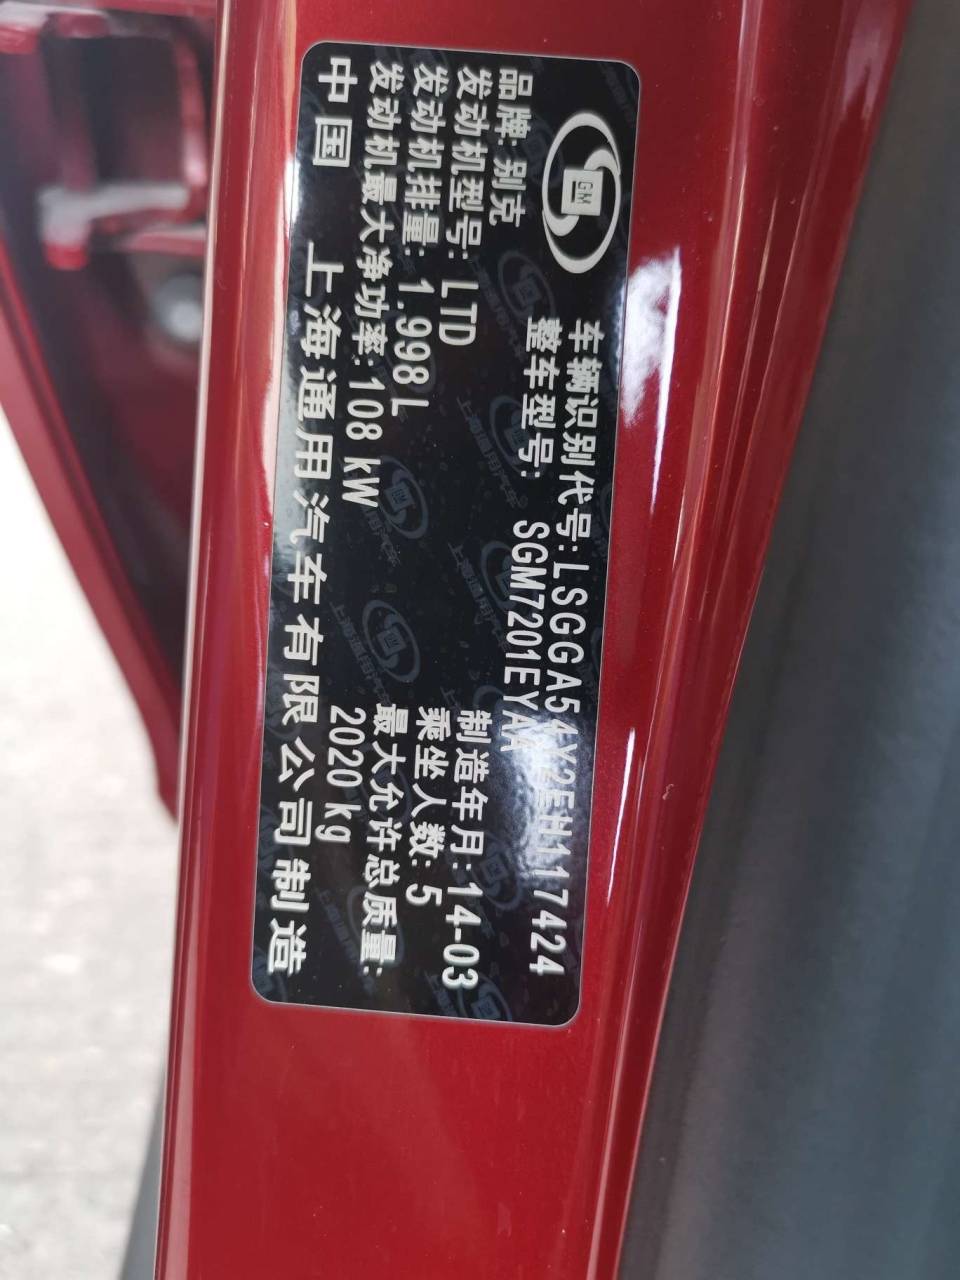 GM
车辆识别代号:LSGGA54Y2EH117424
整车型号: SGM7201EYAA
品牌:别克
发动机型号: LTD
制造年月:14-03
发动机排量: 1.998L
乘坐人数: 5
发动机最大净功率:108 kW
最大允许总质量:
2020 kg
中国 上海通用汽车有限公司制造